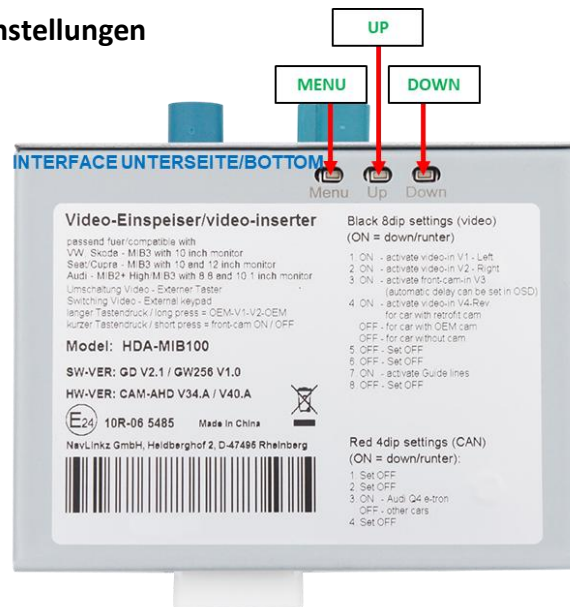 nstellungen
UP
MENU
DOWN
INTERFACE UNTERSEITE/BOTTOM
Menu Up Down
Video-Einspeiser/video-inserter
passend fuer/compatible with
VW, Skoda - MIB3 with 10 inch monitor
Seat/Cupra - MIB3 with 10 and 12 inch monitor
Audi - MIB2+ High/MIB3 with 8.8 and 10.1 inch monitor
Umschaltung Video - Externer Taster
Switching Video - External keypad
langer Tastendruck / long press = OEM-V1-V2-OEM
kurzer Tastendruck / short press = front-cam ON / OFF
Model: HDA-MIB100
SW-VER: GD V2.1 / GW256 V1.0
HW-VER: CAM-AHD V34.A / V40.A
E24 10R-06 5485 Made in China
NavLinkz GmbH, Heidberghof 2, D-47495 Rheinberg
Black 8dip settings (video)
(ON = down/runter)
1. ON - activate video-in V1 - Left
2. ON - activate video-in V2 - Right
3. ON - activate front-cam-in V3
(automatic delay can be set in OSD)
4. ON - activate video-in V4-Rev
for car with retrofit cam
OFF - for car with OEM cam
OFF - for car without cam
5. OFF - Set OFF
6. OFF - Set OFF
7. ON - activate Guide lines
8. OFF - Set OFF
Red 4dip settings (CAN)
(ON = down/runter):
1. Set OFF
2. Set OFF
3. ON - Audi Q4 e-tron
OFF - other cars
4. Set OFF